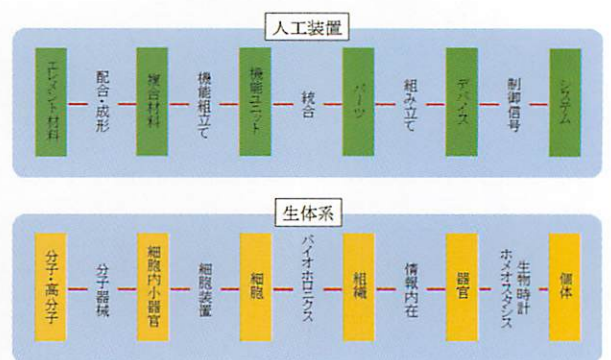 人工装置
エレメント材料
配合・成形
複合材料
機能組立て
機能ユニット
統合
パーツ
組み立て
デバイス
制御信号
システム
生体系
分子・高分子
分子器械
細胞内小器官
細胞装置
細胞
バイオホロニクス
組織
情報内在
器官
生物時計
ホメオスタシス
個体